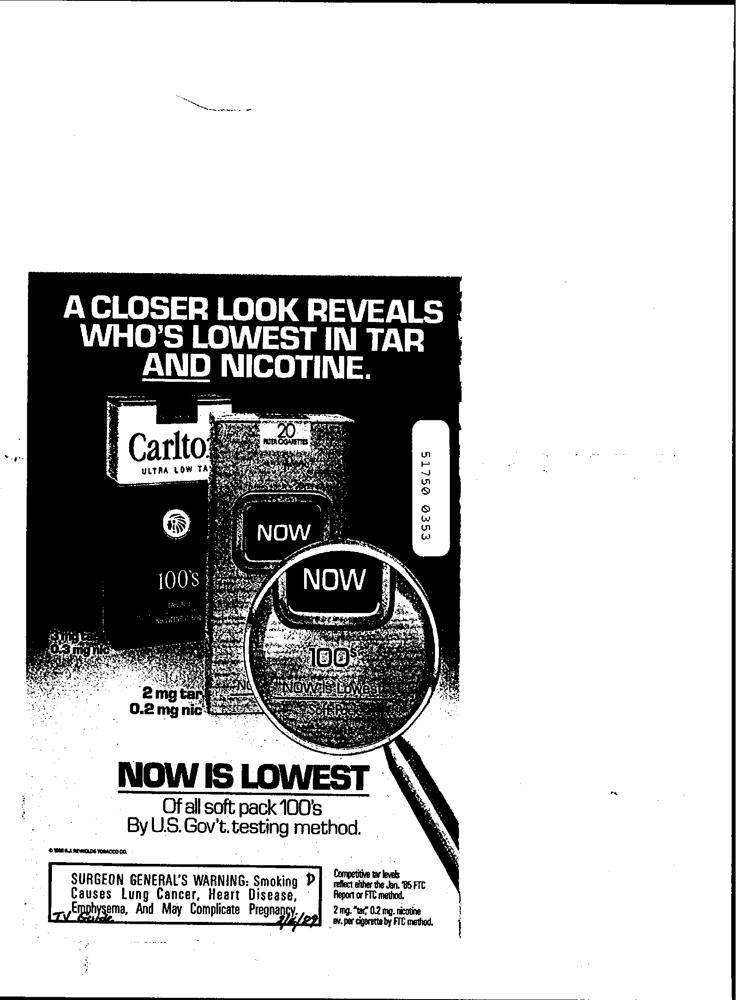 A CLOSER LOOK REVEALS
WHO'S LOWEST IN TAR
AND NICOTINE.
Carlto
ULTRA LOW TA
100's
20
FILTER CIGARETTES
NOW
NOW
100s
NOW IS Lowest
3 mg tar
0.3 mg nic
2 mg tar
0.2 mg nic
51750 0353
NOW IS LOWEST
Of all soft pack 100's
By U.S. Gov't. testing method.
R.J. REYNOLDS TOBACCO CO.
SURGEON GENERAL'S WARNING: Smoking
Causes Lung Cancer, Heart Disease,
Emphysema, And May Complicate Pregnancy.
D
TV Guide
Competitive tar levels
reflect either the Jan. '85 FTC
Report or FTC method.
2 mg. "tar," 0.2 mg. nicotine
av. per cigarette by FTC method.